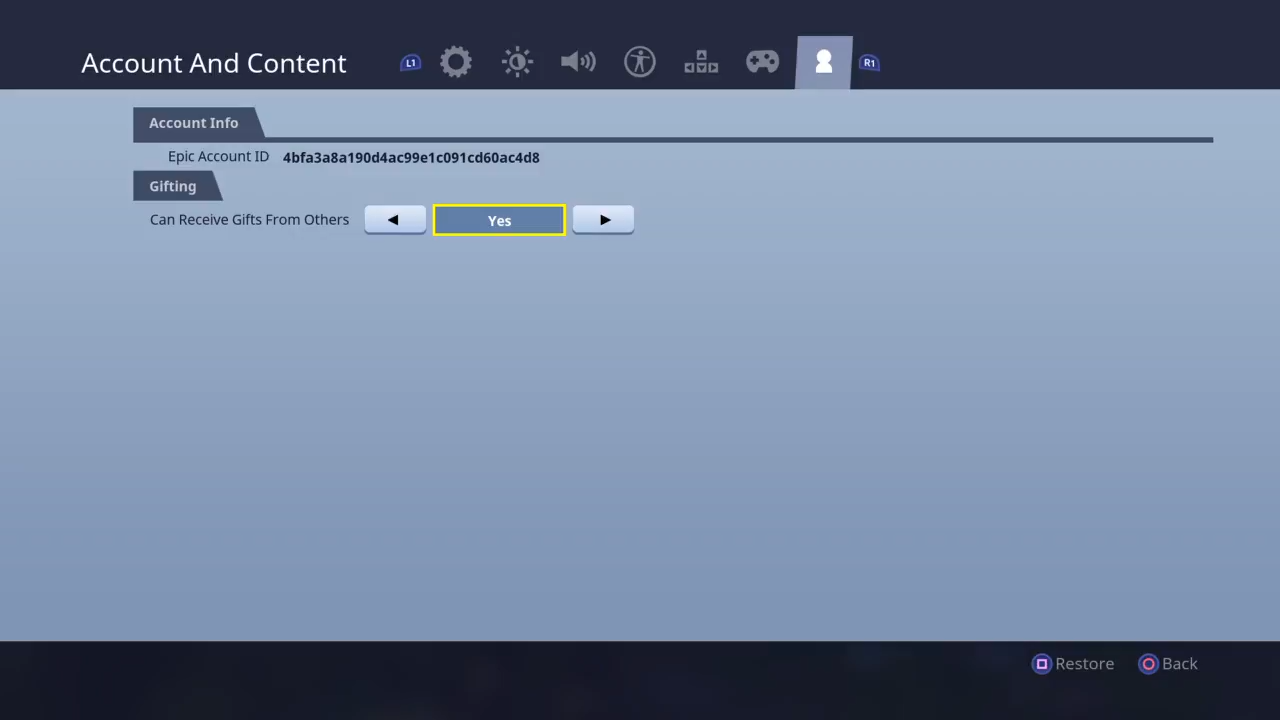 Account And Content
L1
R1
Account Info
Epic Account ID 4bfa3a8a190d4ac99e1c091cd60ac4d8
Gifting
Can Receive Gifts From Others Yes
Restore Back